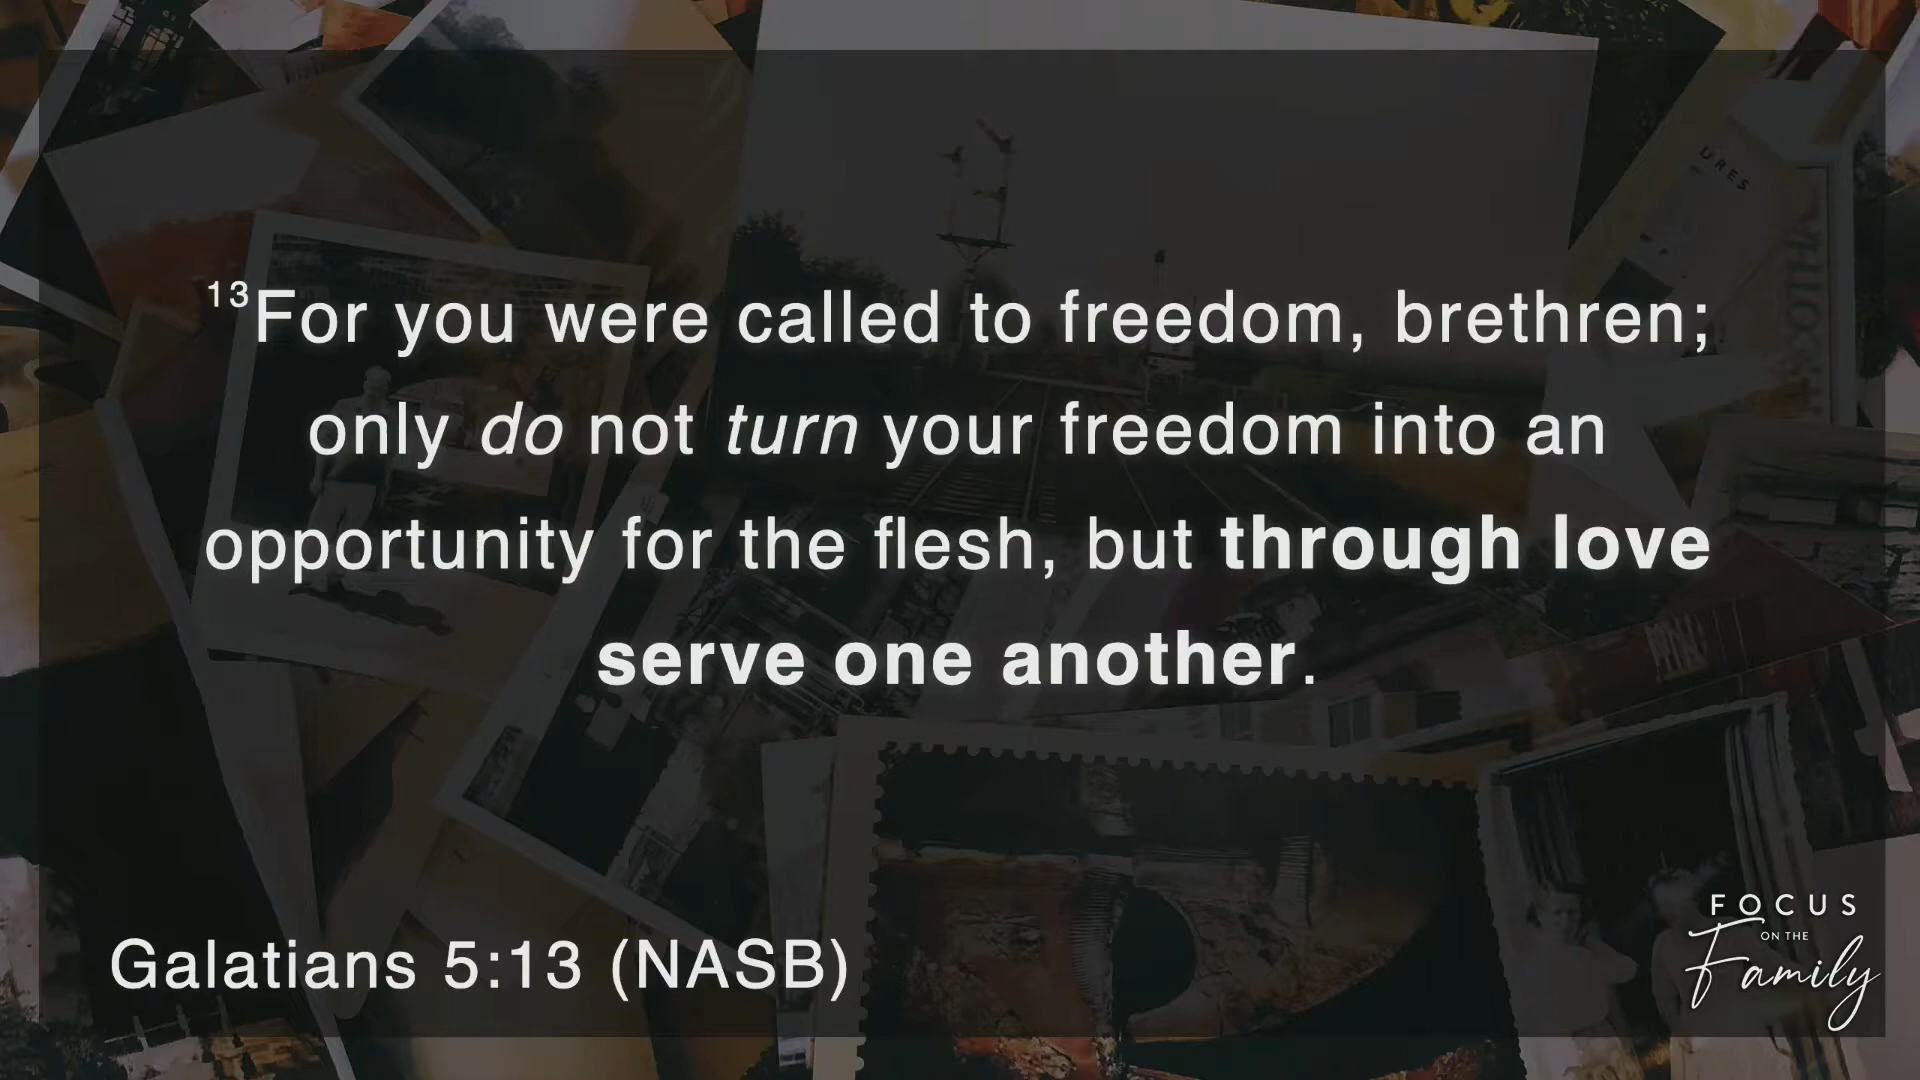 ¹³For you were called to freedom, brethren;
only do not turn your freedom into an
opportunity for the flesh, but through love
serve one another.
Galatians 5:13 (NASB)
URES
FOCUS
ON THE
Family